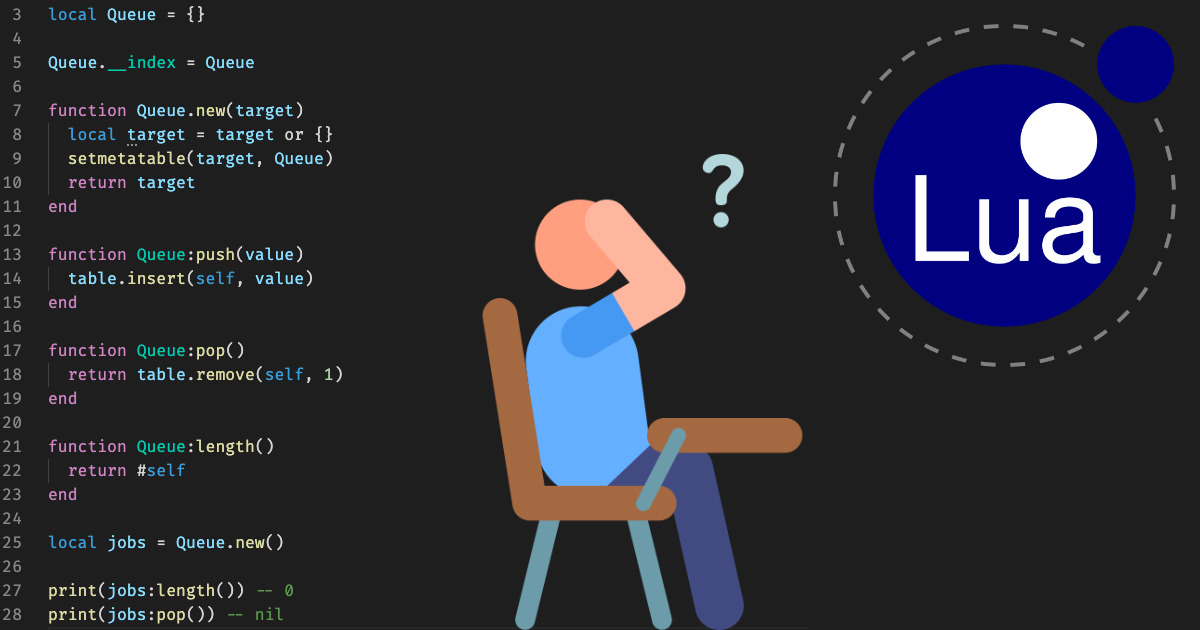 3 local Queue = {}
4
5 Queue.__index = Queue
6
7 function Queue.new(target)
8   local target = target or {}
9   setmetatable(target, Queue)
10   return target
11 end
12
13 function Queue:push(value)
14   table.insert(self, value)
15 end
16
17 function Queue:pop()
18   return table.remove(self, 1)
19 end
20
21 function Queue:length()
22   return #self
23 end
24
25 local jobs = Queue.new()
26
27 print(jobs:length()) -- 0
28 print(jobs:pop()) -- nil
?
Lua